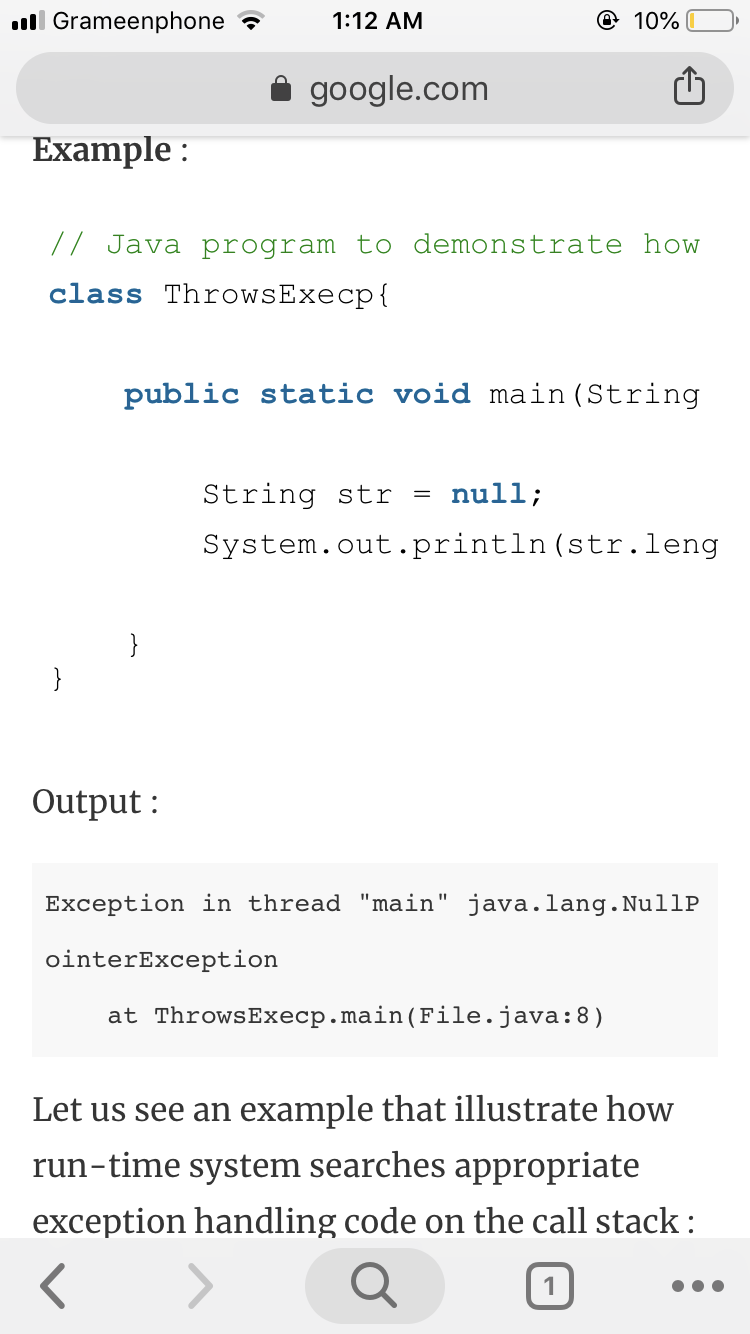 Grameenphone 1:12 AM 10%
google.com
Example :
// Java program to demonstrate how
class ThrowsExecp{
public static void main(String
String str = null;
System.out.println(str.leng
}
}
Output :
Exception in thread "main" java.lang.NullP
ointerException
at ThrowsExecp.main(File.java:8)
Let us see an example that illustrate how
run-time system searches appropriate
exception handling code on the call stack :
1